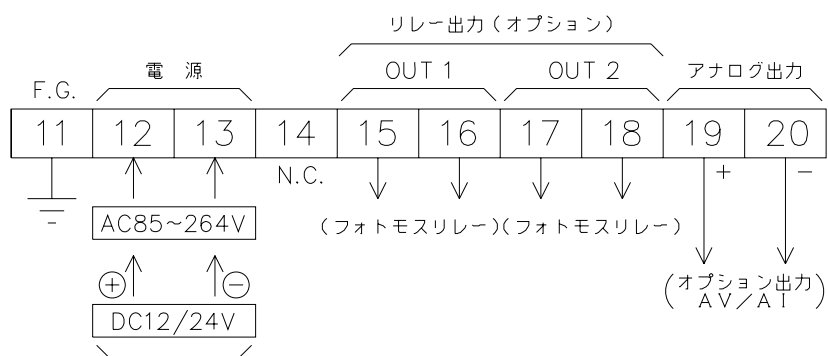 リレー出力(オプション)
電 源
OUT 1
OUT 2
アナログ出力
F.G.
11 12 13 14 15 16 17 18 19 20
N.C.
+
−
AC85~264V
(フォトモスリレー)(フォトモスリレー)
⊕
⊖
(オプション出力
AV/AI)
DC12/24V